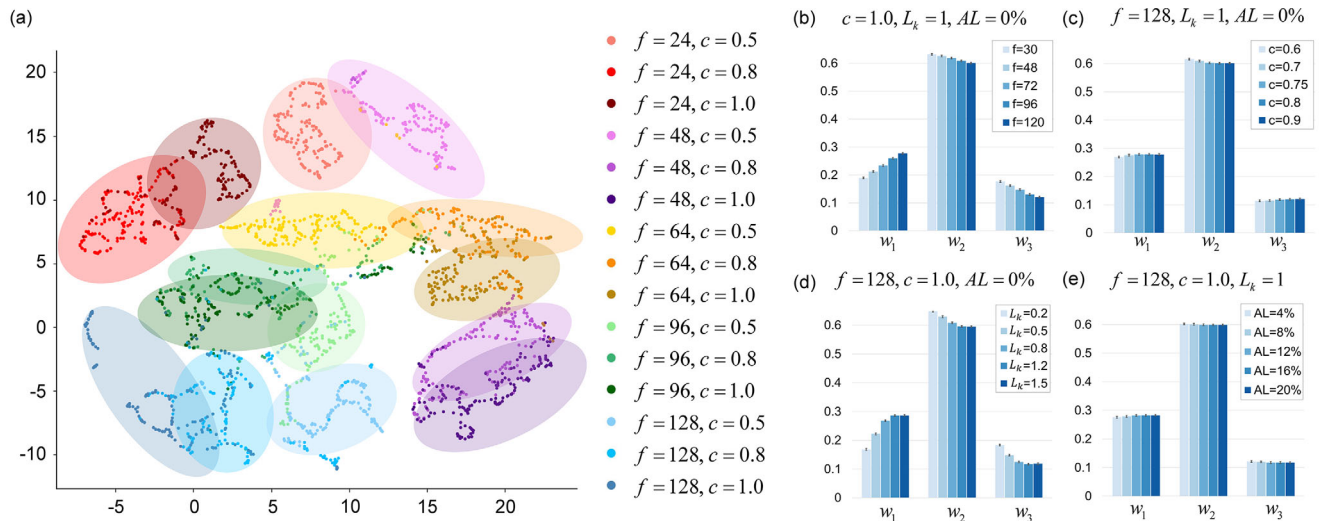 (a)
20
15
10
5
0
-5
-10
-5
0
5
10
15
20
f = 24, c = 0.5
f = 24, c = 0.8
f = 24, c = 1.0
f = 48, c = 0.5
f = 48, c = 0.8
f = 48, c = 1.0
f = 64, c = 0.5
f = 64, c = 0.8
f = 64, c = 1.0
f = 96, c = 0.5
f = 96, c = 0.8
f = 96, c = 1.0
f = 128, c = 0.5
f = 128, c = 0.8
f = 128, c = 1.0
(b) c = 1.0, Lₖ = 1, AL = 0%
0.6
0.5
0.4
0.3
0.2
0.1
0
f=30
f=48
f=72
f=96
f=120
w₁ w₂ w₃
(c) f = 128, Lₖ = 1, AL = 0%
0.6
0.5
0.4
0.3
0.2
0.1
0
c=0.6
c=0.7
c=0.75
c=0.8
c=0.9
w₁ w₂ w₃
(d) f = 128, c = 1.0, AL = 0%
0.6
0.5
0.4
0.3
0.2
0.1
0
Lₖ=0.2
Lₖ=0.5
Lₖ=0.8
Lₖ=1.2
Lₖ=1.5
w₁ w₂ w₃
(e) f = 128, c = 1.0, Lₖ = 1
0.6
0.5
0.4
0.3
0.2
0.1
0
AL=4%
AL=8%
AL=12%
AL=16%
AL=20%
w₁ w₂ w₃